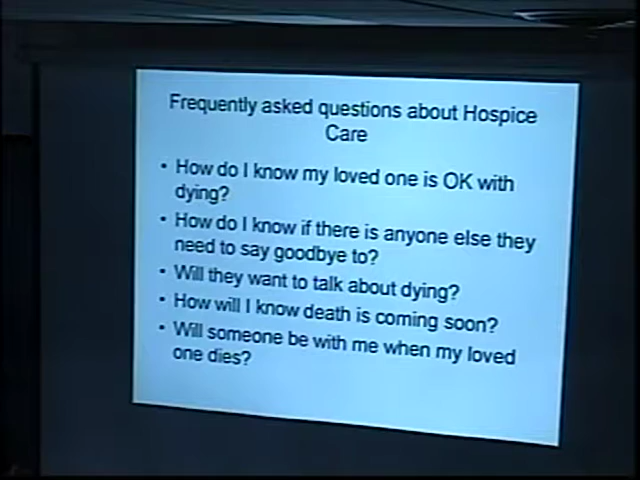 Frequently asked questions about Hospice
Care
• How do I know my loved one is OK with
dying?
• How do I know if there is anyone else they
need to say goodbye to?
• Will they want to talk about dying?
• How will I know death is coming soon?
• Will someone be with me when my loved
one dies?